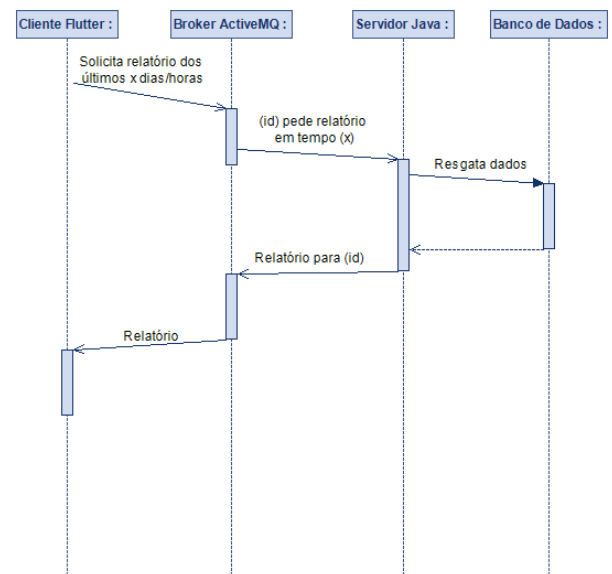 Cliente Flutter :
Broker ActiveMQ :
Servidor Java :
Banco de Dados :
Solicita relatório dos
últimos x dias/horas
(id) pede relatório
em tempo (x)
Resgata dados
Relatório para (id)
Relatório